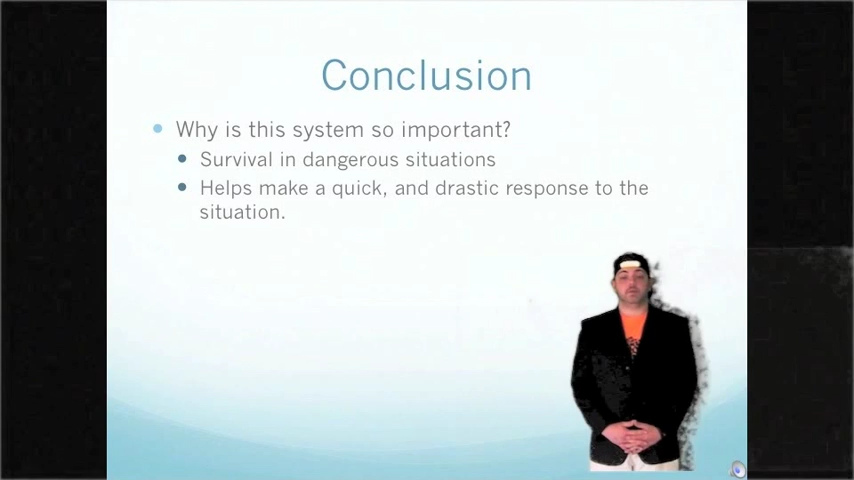 Conclusion
Why is this system so important?
Survival in dangerous situations
Helps make a quick, and drastic response to the
situation.